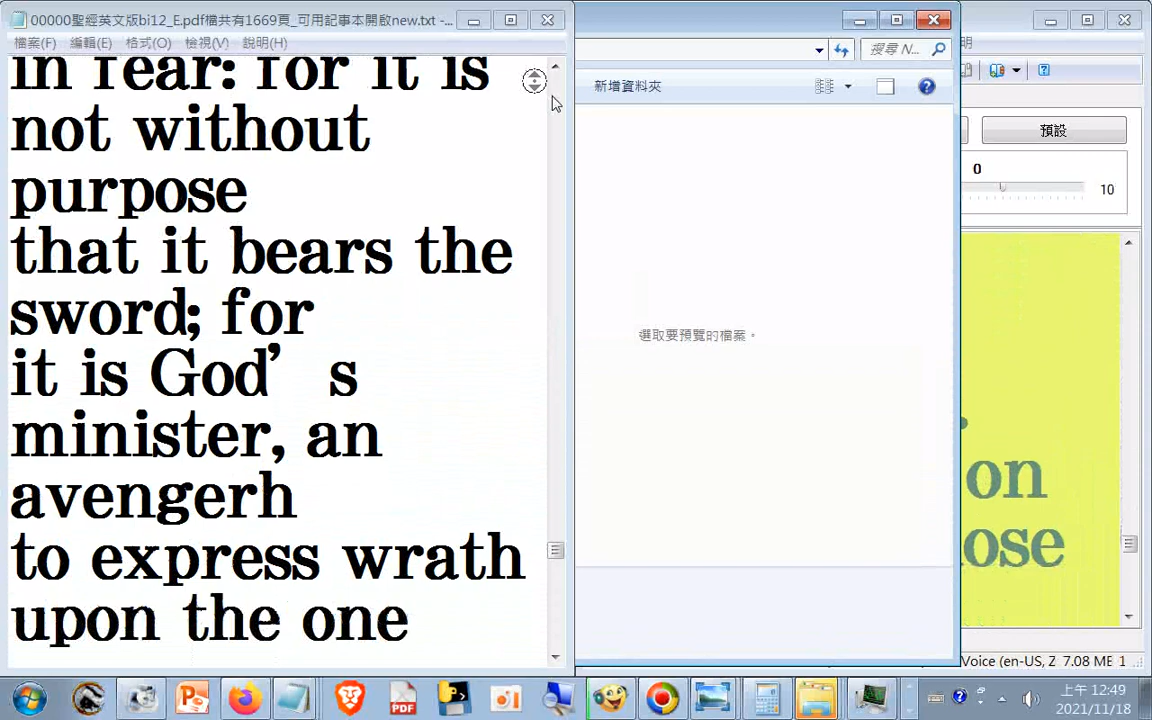 00000聖經英文版bi12_E.pdf檔共有1669頁_可用記事本開啟new.txt -...
檔案(F) 編輯(E) 格式(O) 檢視(V) 說明(H)
in fear: for it is
not without
purpose
that it bears the
sword; for
it is God’s
minister, an
avengerh
to express wrath
upon the one
搜尋 N...
新增資料夾
選取要預覽的檔案。
明
預設
0
10
on
ose
Voice (en-US, Z 7.08 ME 1
PDF
上午 12:49
2021/11/18